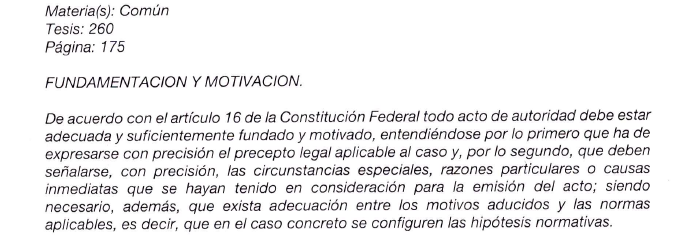 Materia(s): Común
Tesis: 260
Página: 175
FUNDAMENTACION Y MOTIVACION.
De acuerdo con el artículo 16 de la Constitución Federal todo acto de autoridad debe estar
adecuada y suficientemente fundado y motivado, entendiéndose por lo primero que ha de
expresarse con precisión el precepto legal aplicable al caso y, por lo segundo, que deben
señalarse, con precisión, las circunstancias especiales, razones particulares o causas
inmediatas que se hayan tenido en consideración para la emisión del acto; siendo
necesario, además, que exista adecuación entre los motivos aducidos y las normas
aplicables, es decir, que en el caso concreto se configuren las hipótesis normativas.